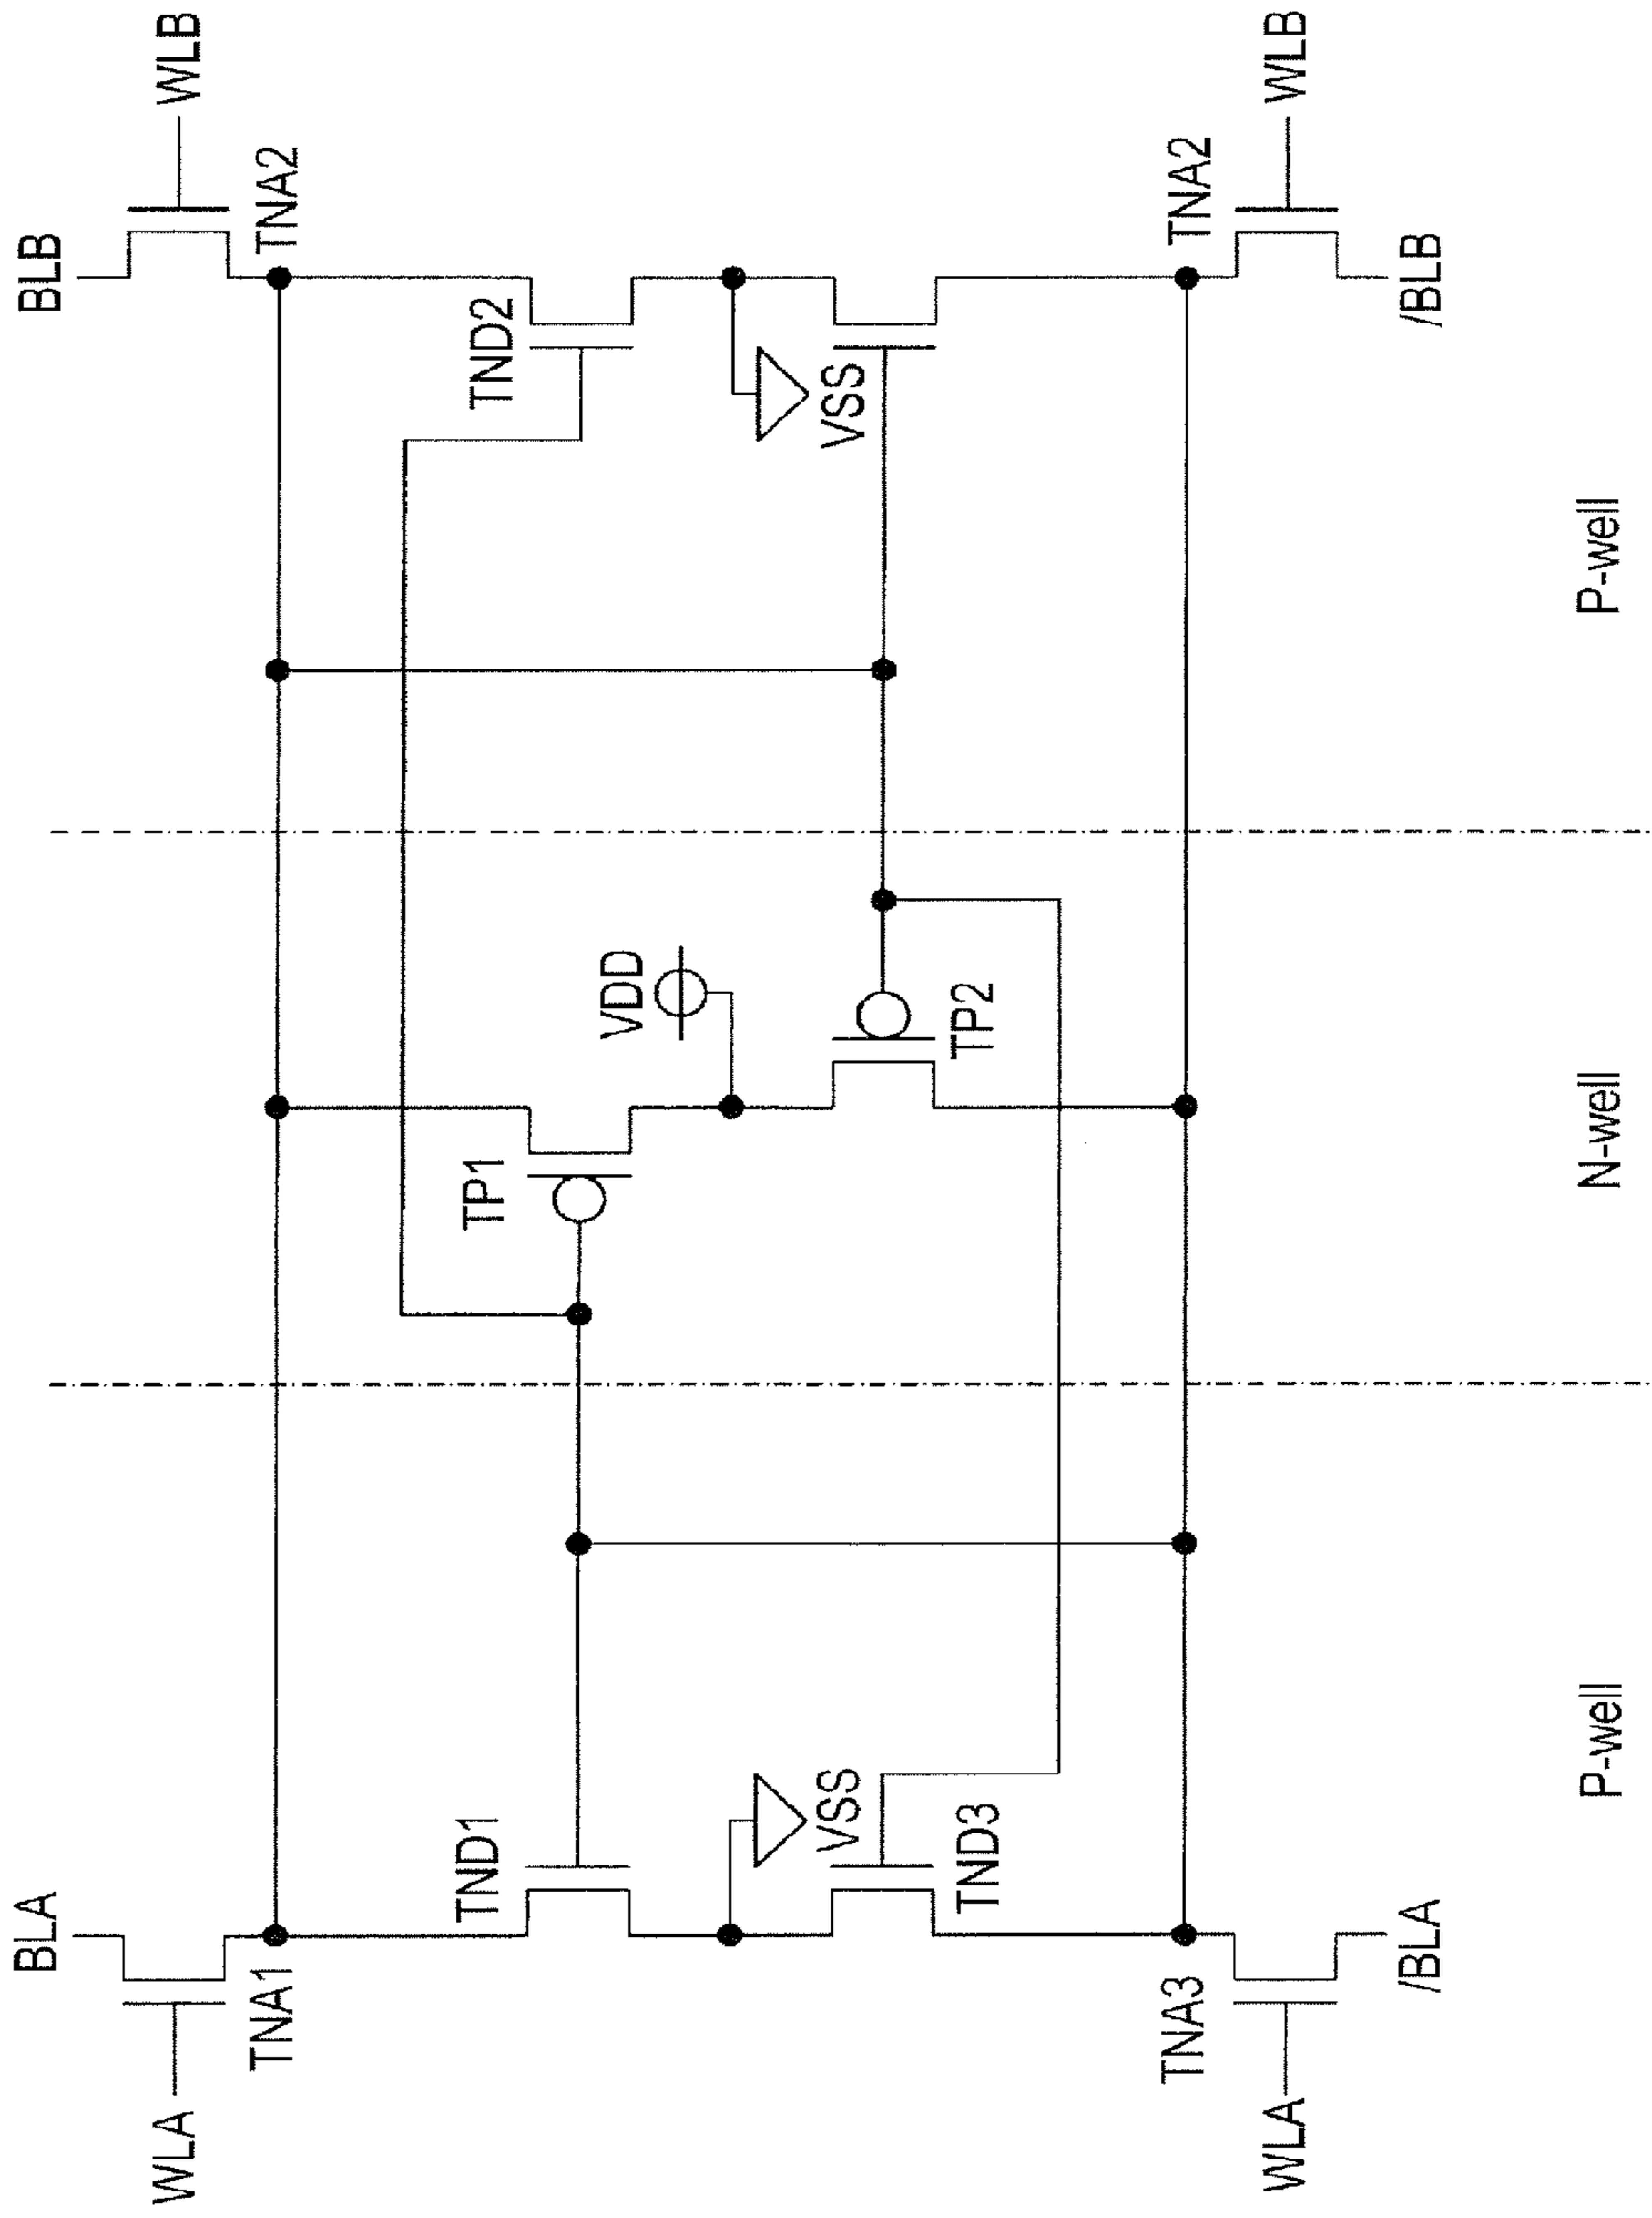 BLA
WLA
TNA1
TND1
VSS
TND3
TNA3
WLA
/BLA
P-well
TP1
VDD
TP2
N-well
BLB
WLB
TNA2
TND2
VSS
TNA2
WLB
/BLB
P-well